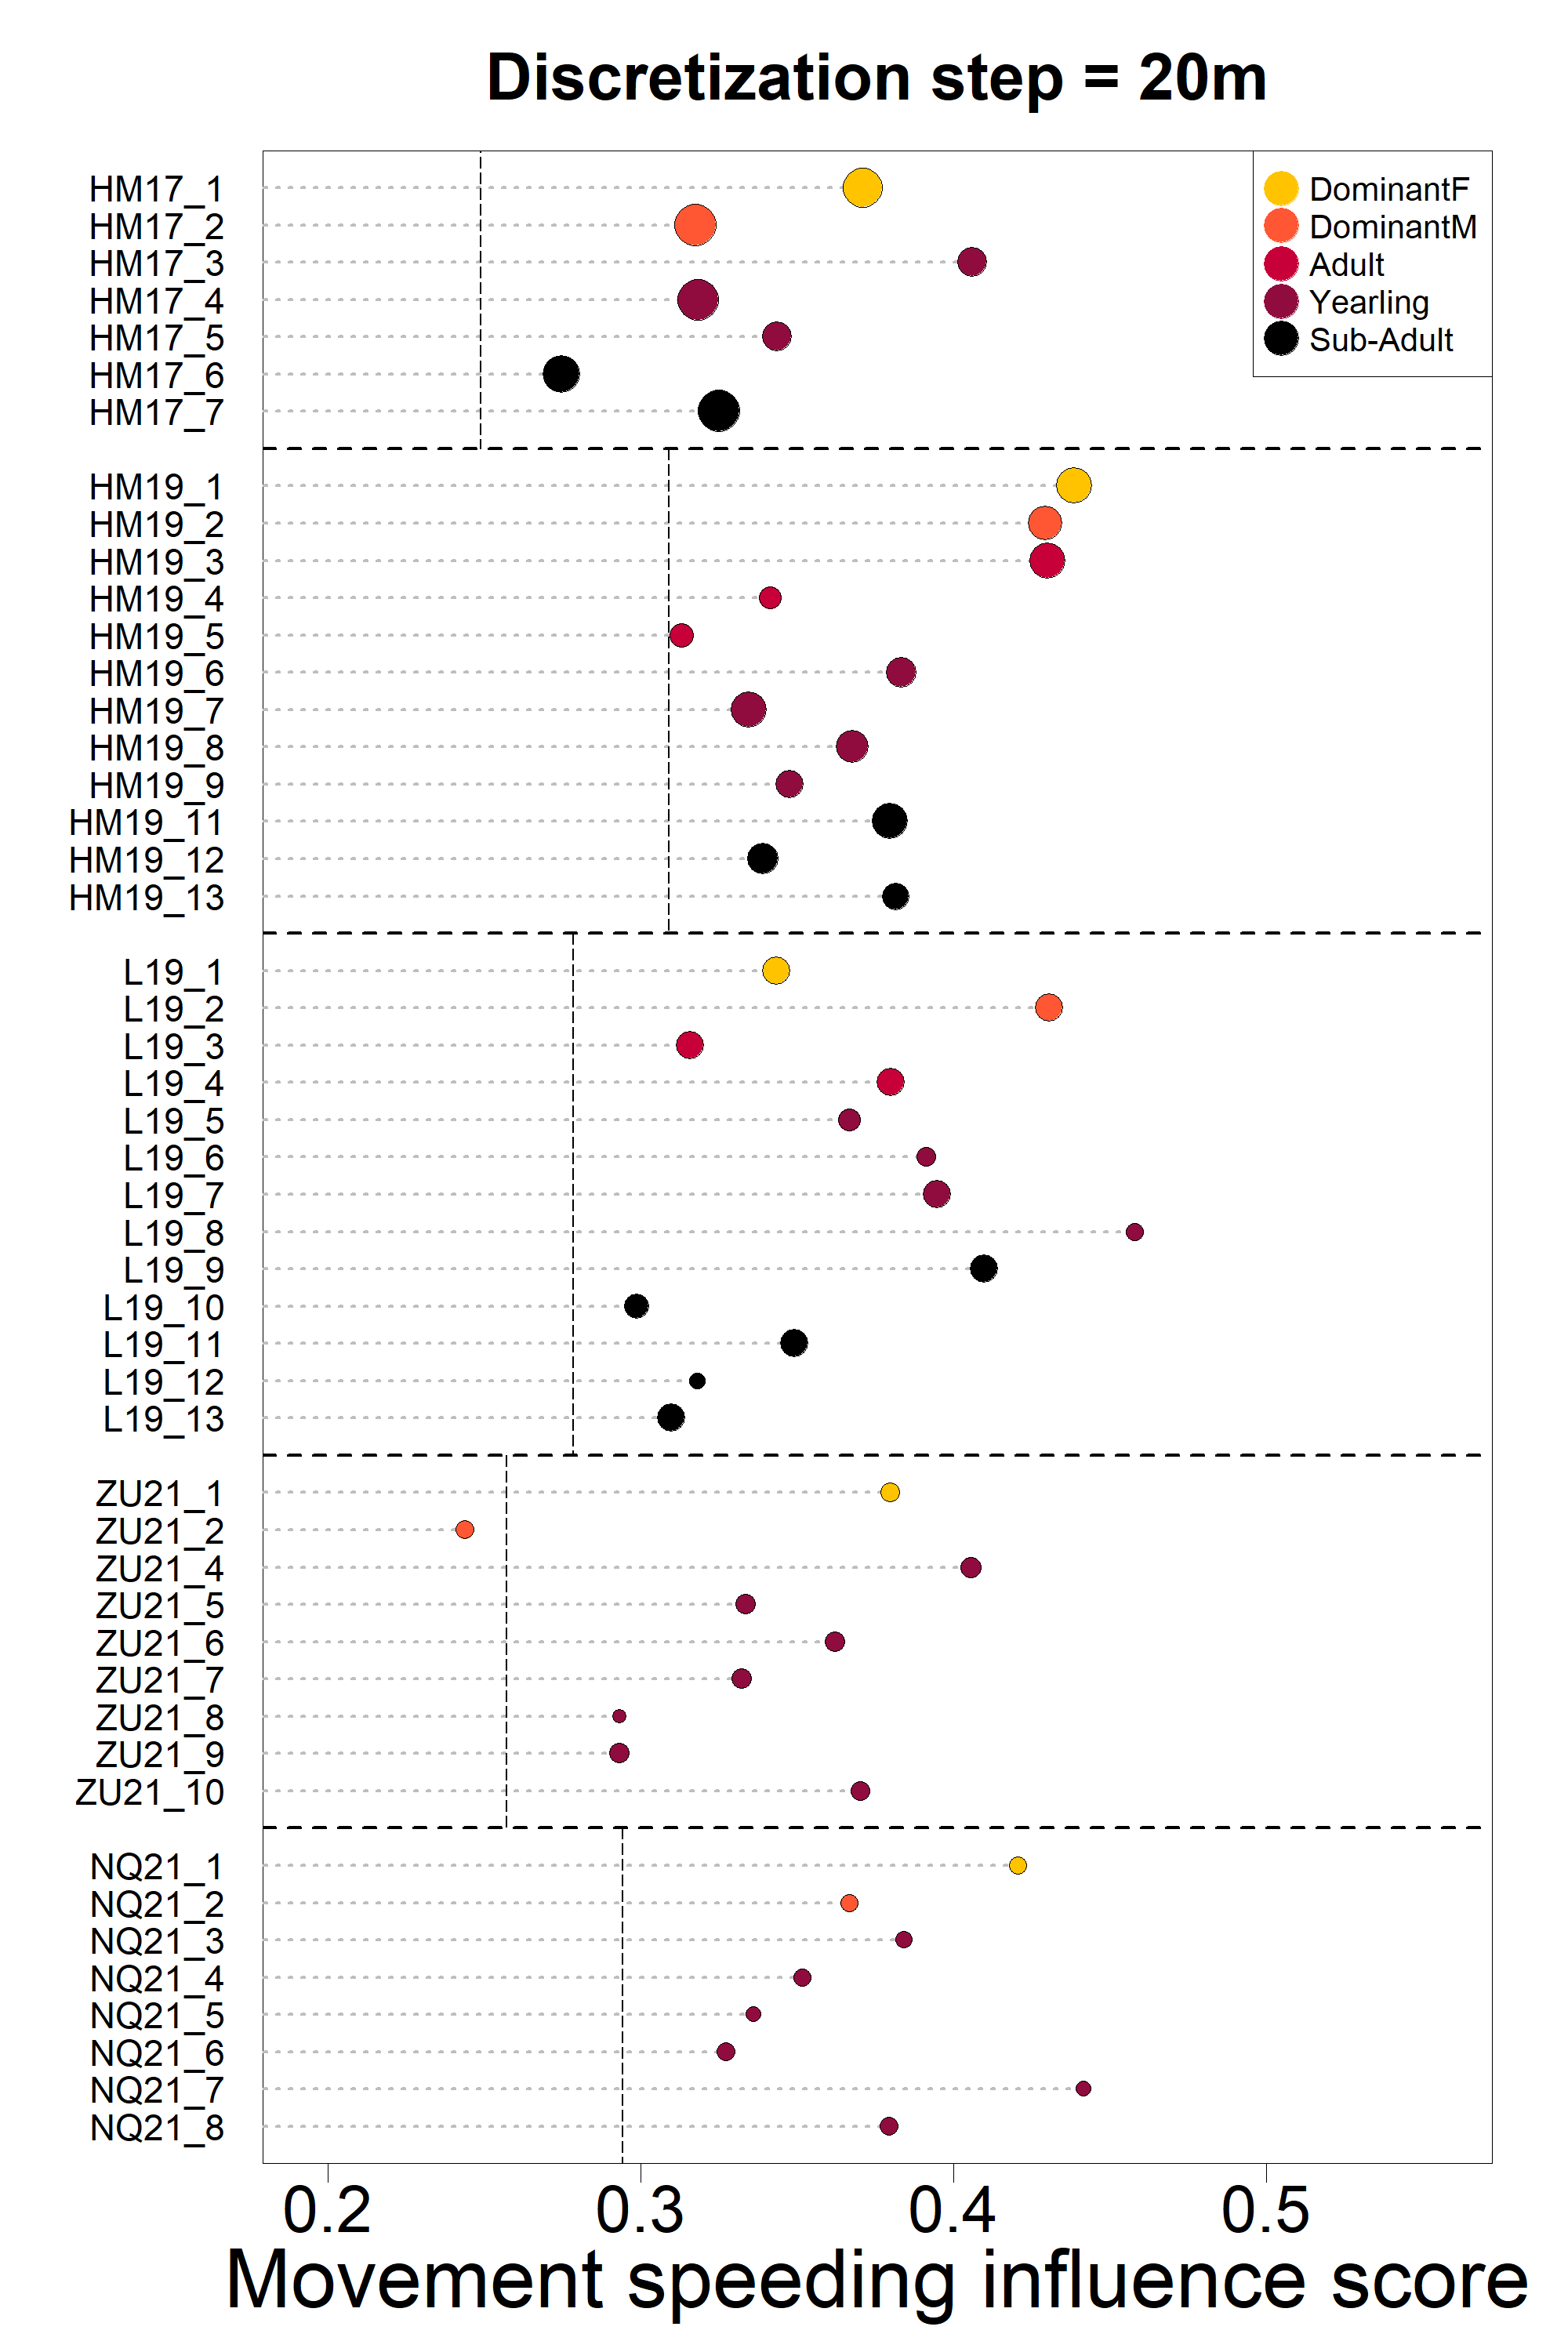 Discretization step = 20m
HM17_1
HM17_2
HM17_3
HM17_4
HM17_5
HM17_6
HM17_7
DominantF
DominantM
Adult
Yearling
Sub-Adult
HM19_1
HM19_2
HM19_3
HM19_4
HM19_5
HM19_6
HM19_7
HM19_8
HM19_9
HM19_11
HM19_12
HM19_13
L19_1
L19_2
L19_3
L19_4
L19_5
L19_6
L19_7
L19_8
L19_9
L19_10
L19_11
L19_12
L19_13
ZU21_1
ZU21_2
ZU21_4
ZU21_5
ZU21_6
ZU21_7
ZU21_8
ZU21_9
ZU21_10
NQ21_1
NQ21_2
NQ21_3
NQ21_4
NQ21_5
NQ21_6
NQ21_7
NQ21_8
0.2 0.3 0.4 0.5
Movement speeding influence score